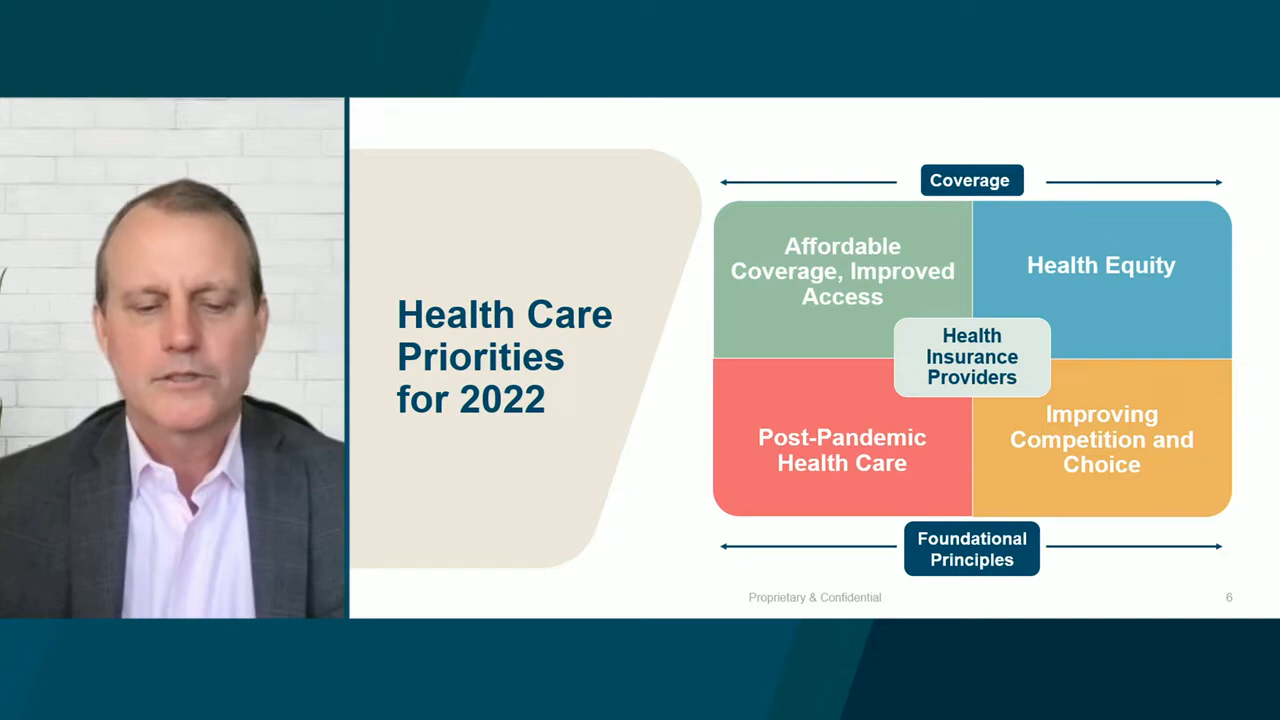 Health Care
Priorities
for 2022
Coverage
Affordable
Coverage, Improved
Access
Health Equity
Health
Insurance
Providers
Post-Pandemic
Health Care
Improving
Competition and
Choice
Foundational
Principles
Proprietary & Confidential
6